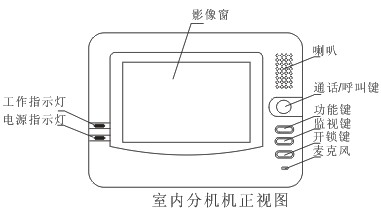 影像窗
喇叭
通话/呼叫键
工作指示灯
功能键
电源指示灯
监视键
开锁键
麦克风
室内分机机正视图